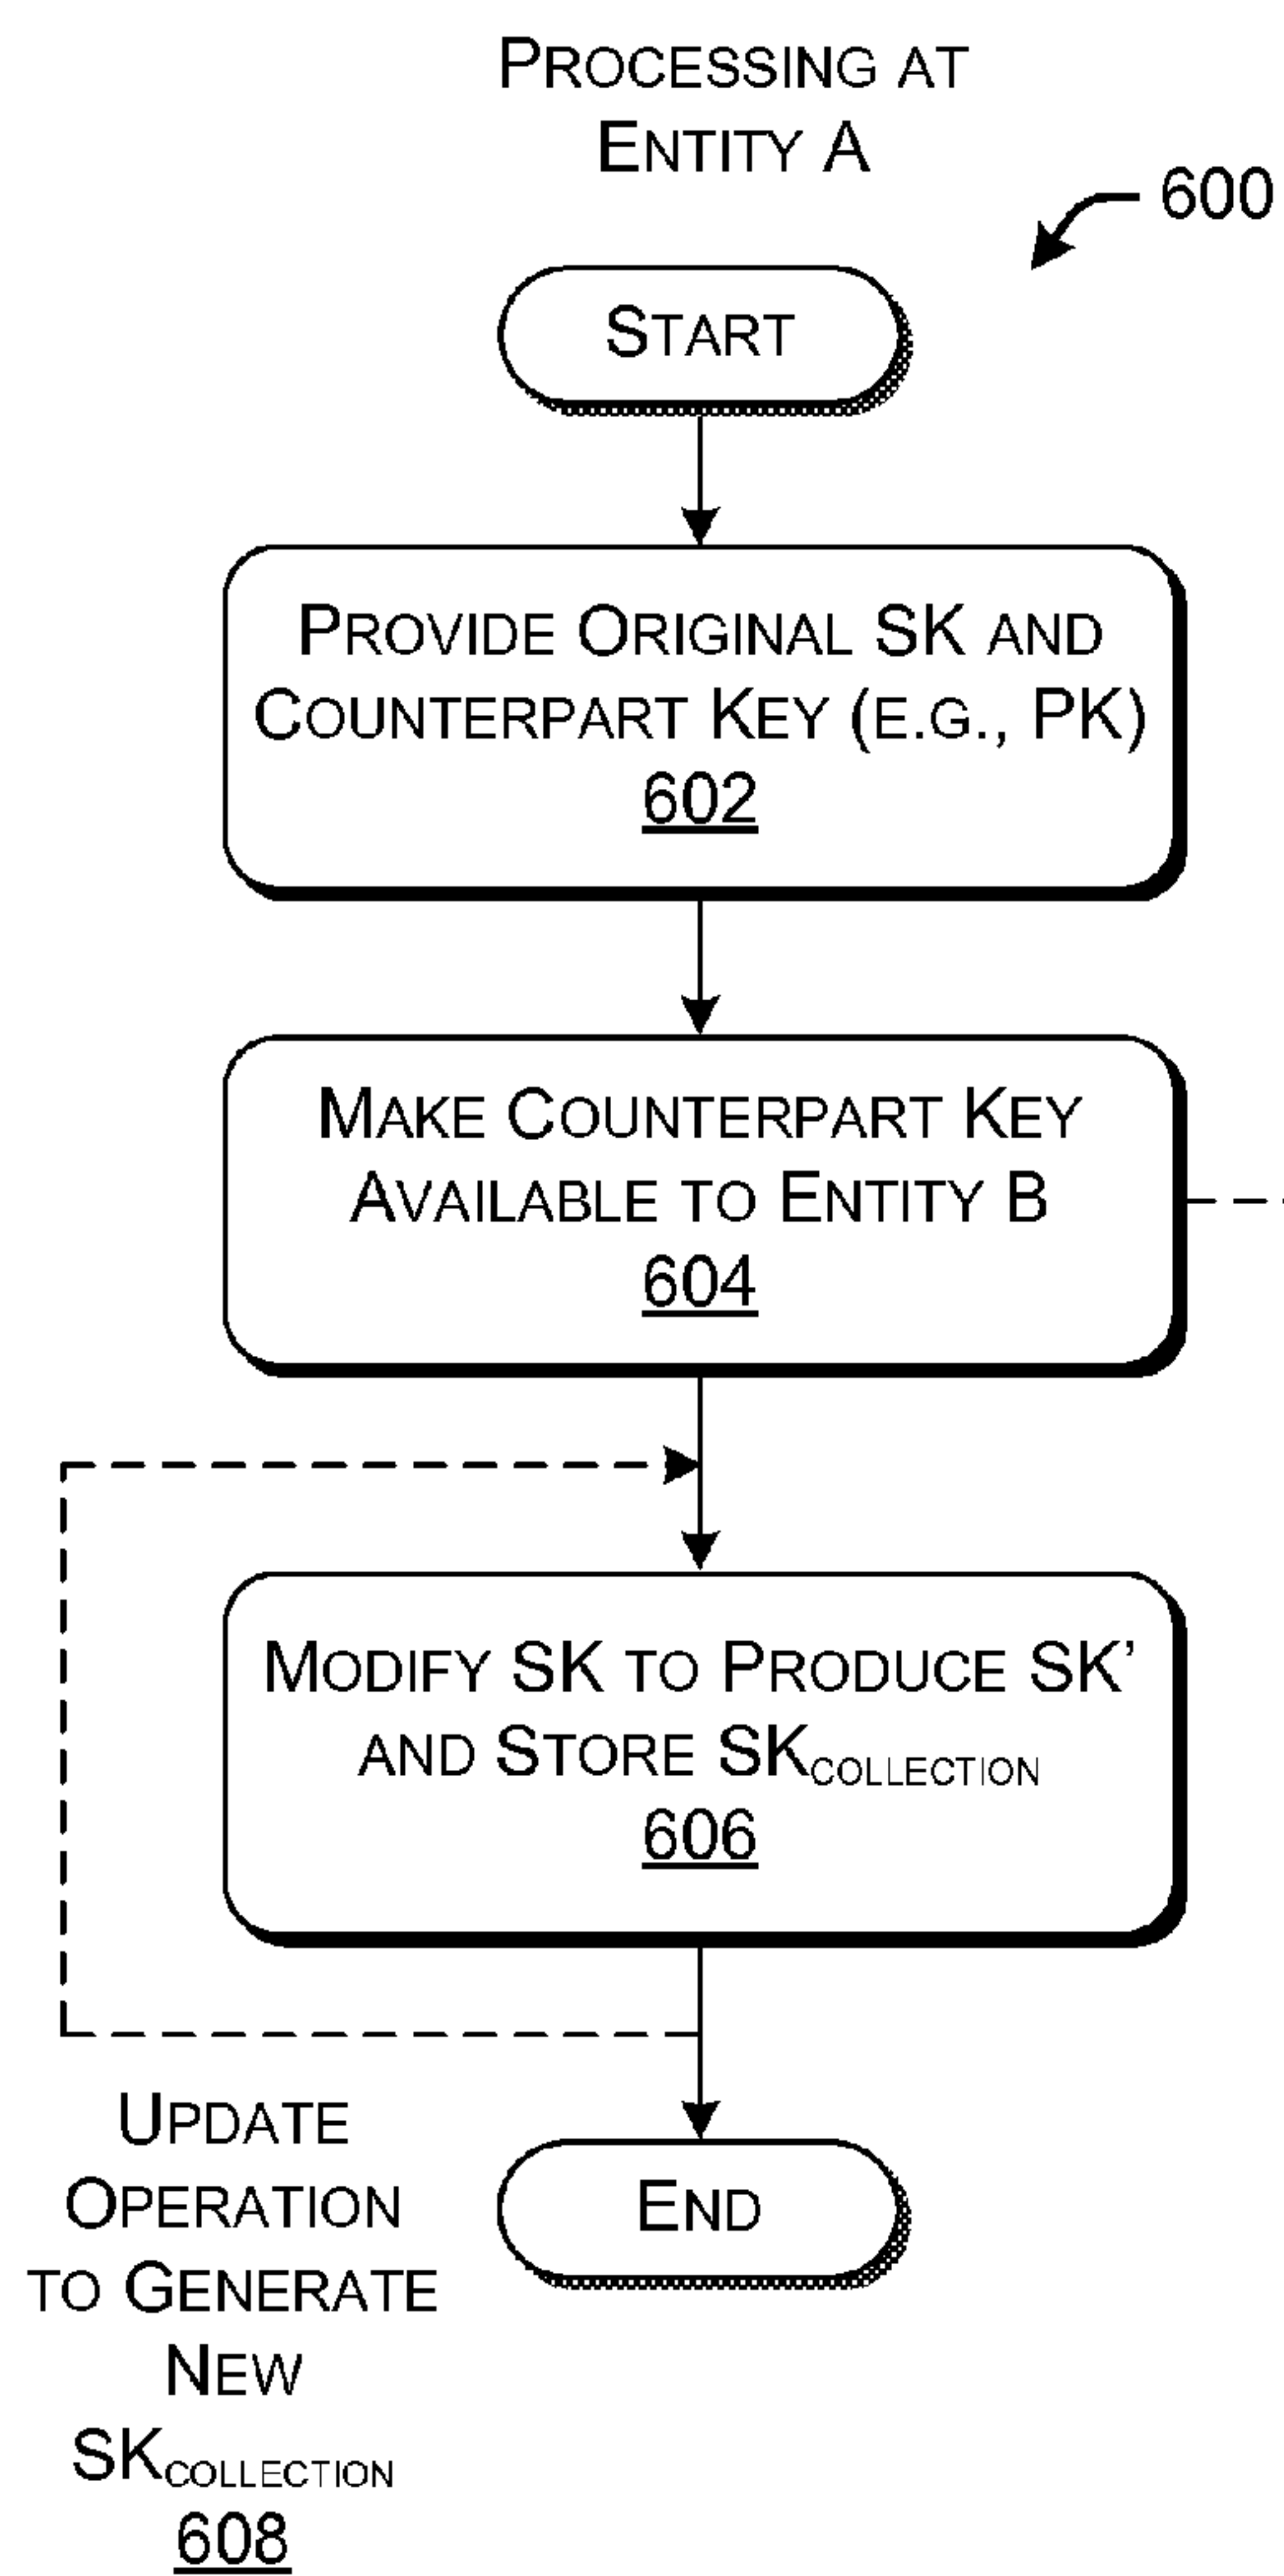 PROCESSING AT
ENTITY A
600
START
PROVIDE ORIGINAL SK AND
COUNTERPART KEY (E.G., PK)
602
MAKE COUNTERPART KEY
AVAILABLE TO ENTITY B
604
MODIFY SK TO PRODUCE SK’
AND STORE SKCOLLECTION
606
END
UPDATE
OPERATION
TO GENERATE
NEW
SKCOLLECTION
608